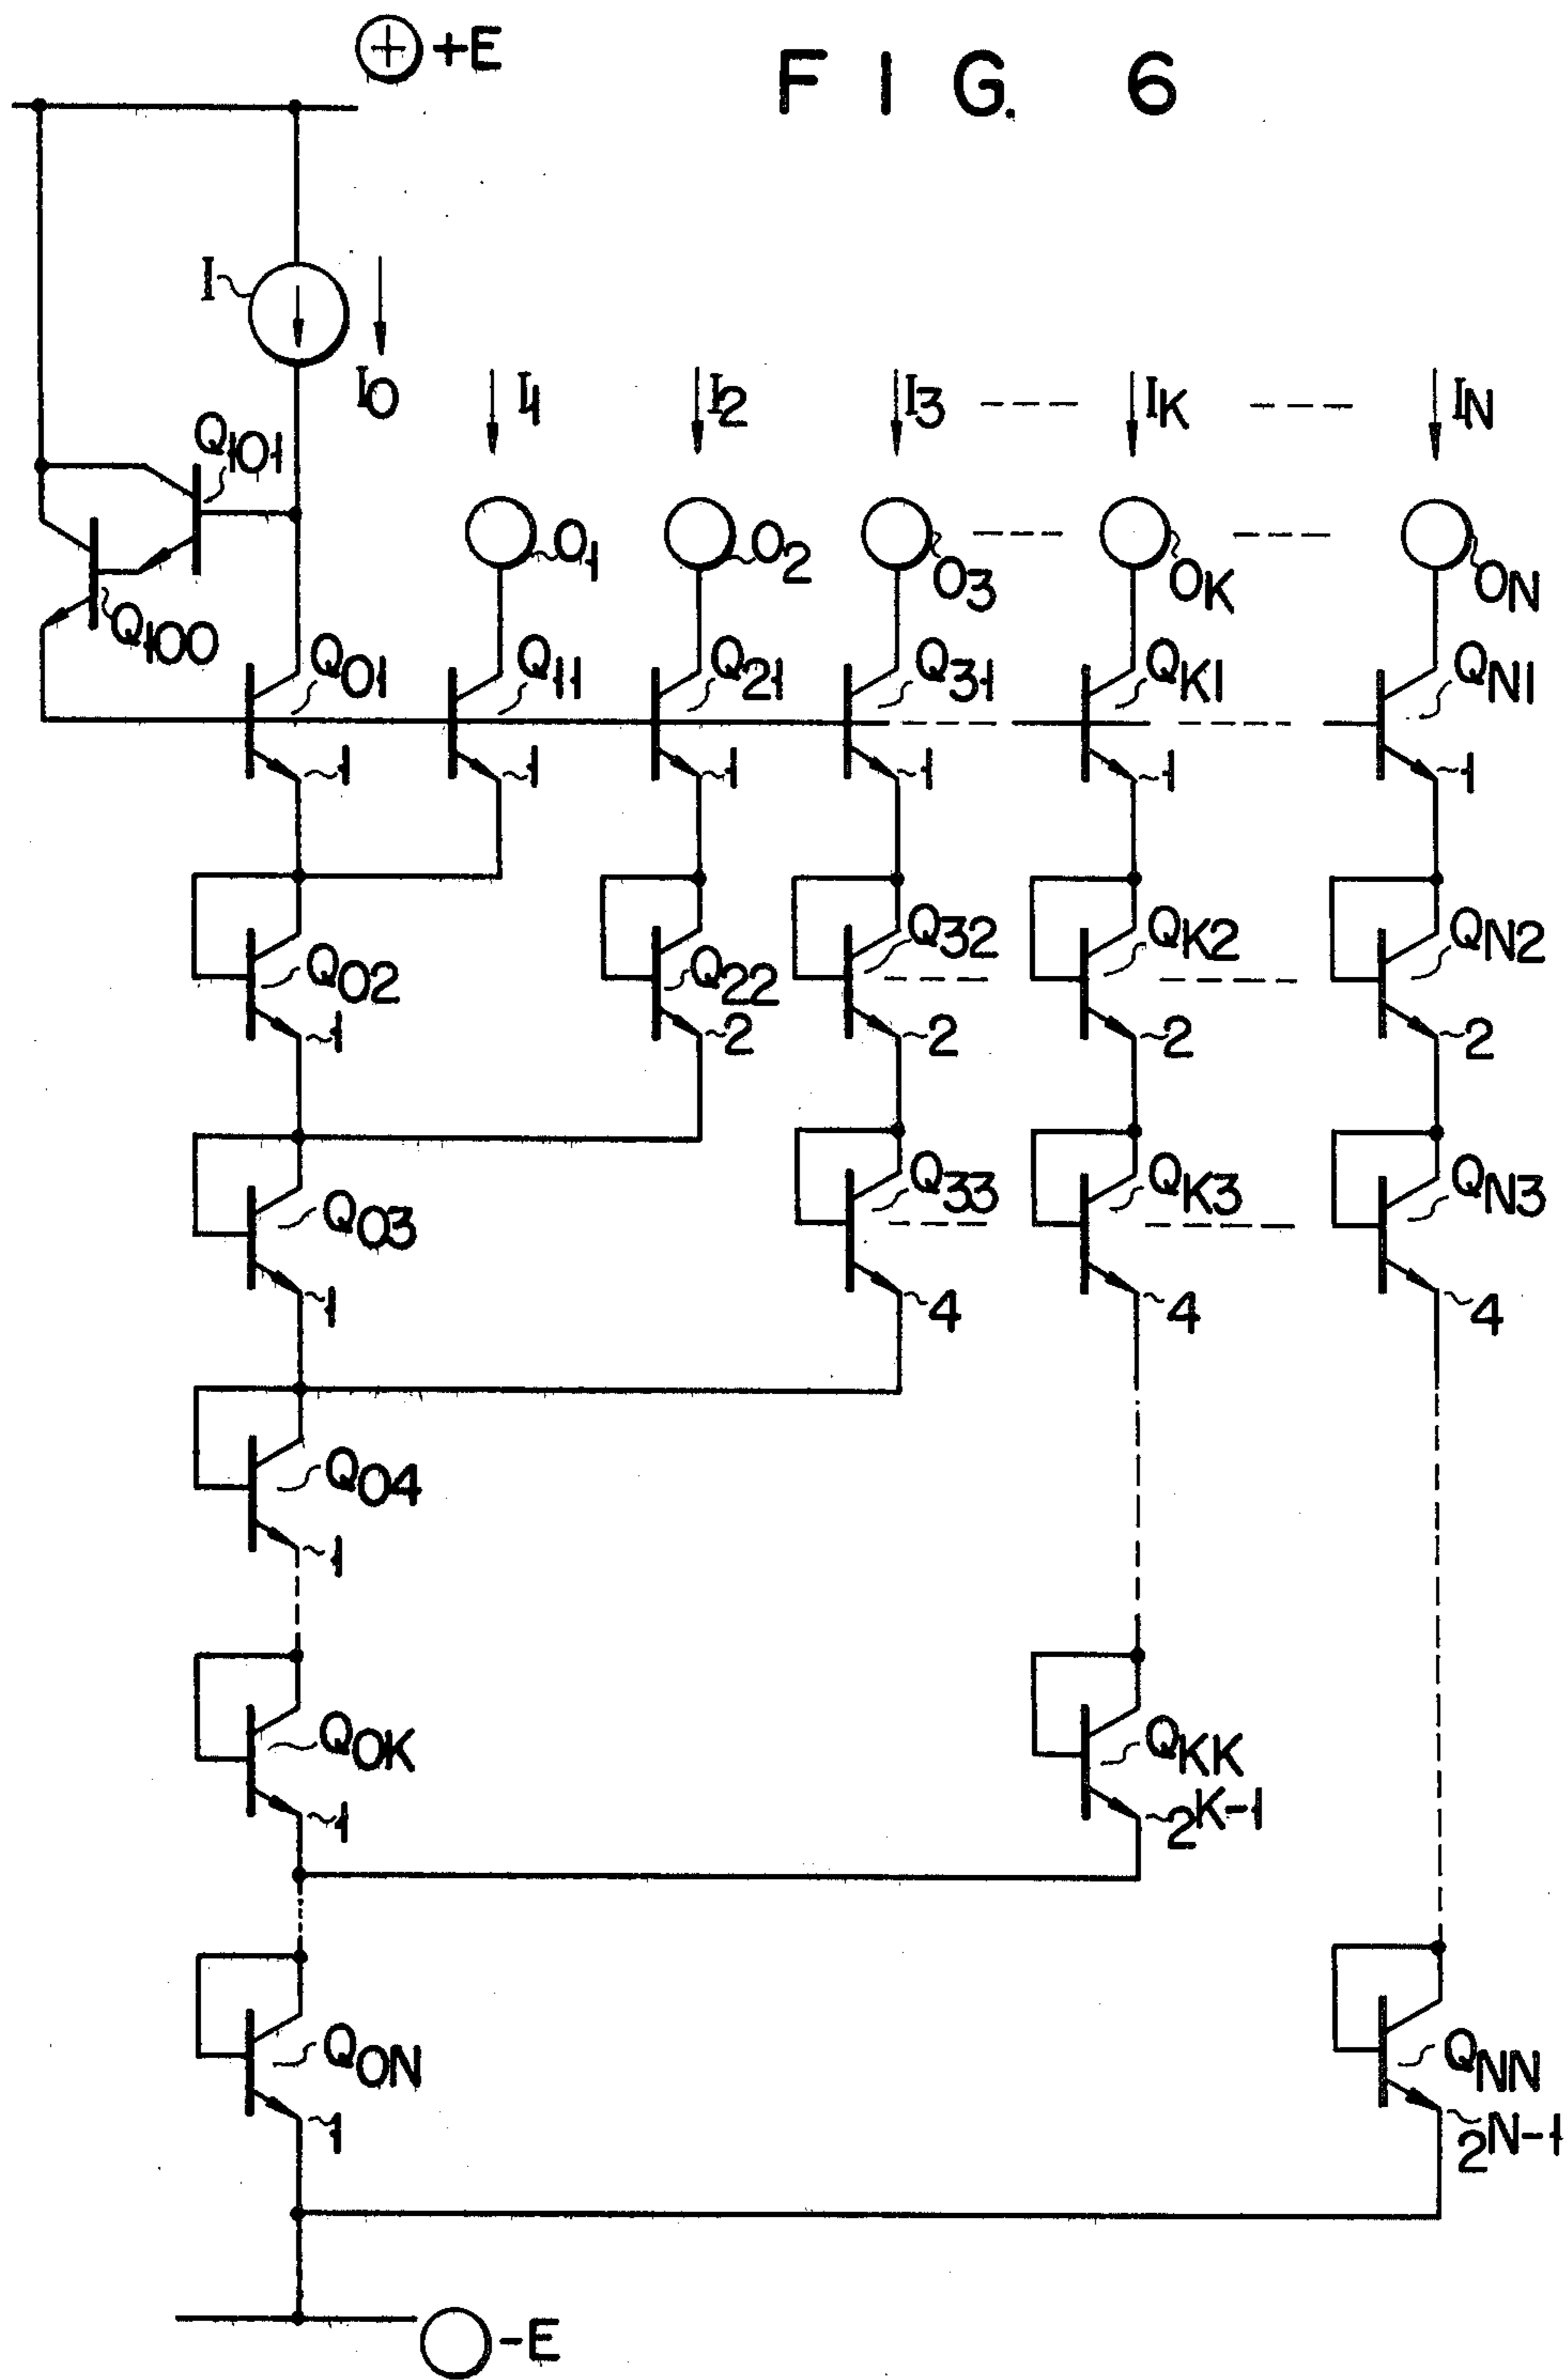 +E
F I G. 6
I
I0 I1 I2 I3 IK IN
Q101
O1 O2 O3 OK ON
Q100
Q01 Q11 Q21 Q31 QK1 QN1
1 1 1 1 1 1
Q02 Q22 Q32 QK2 QN2
1 2 2 2 2
Q03 Q33 QK3 QN3
1 4 4 4
Q04
1
Q0K QKK
1 2K-1
Q0N QNN
1 2N-1
-E